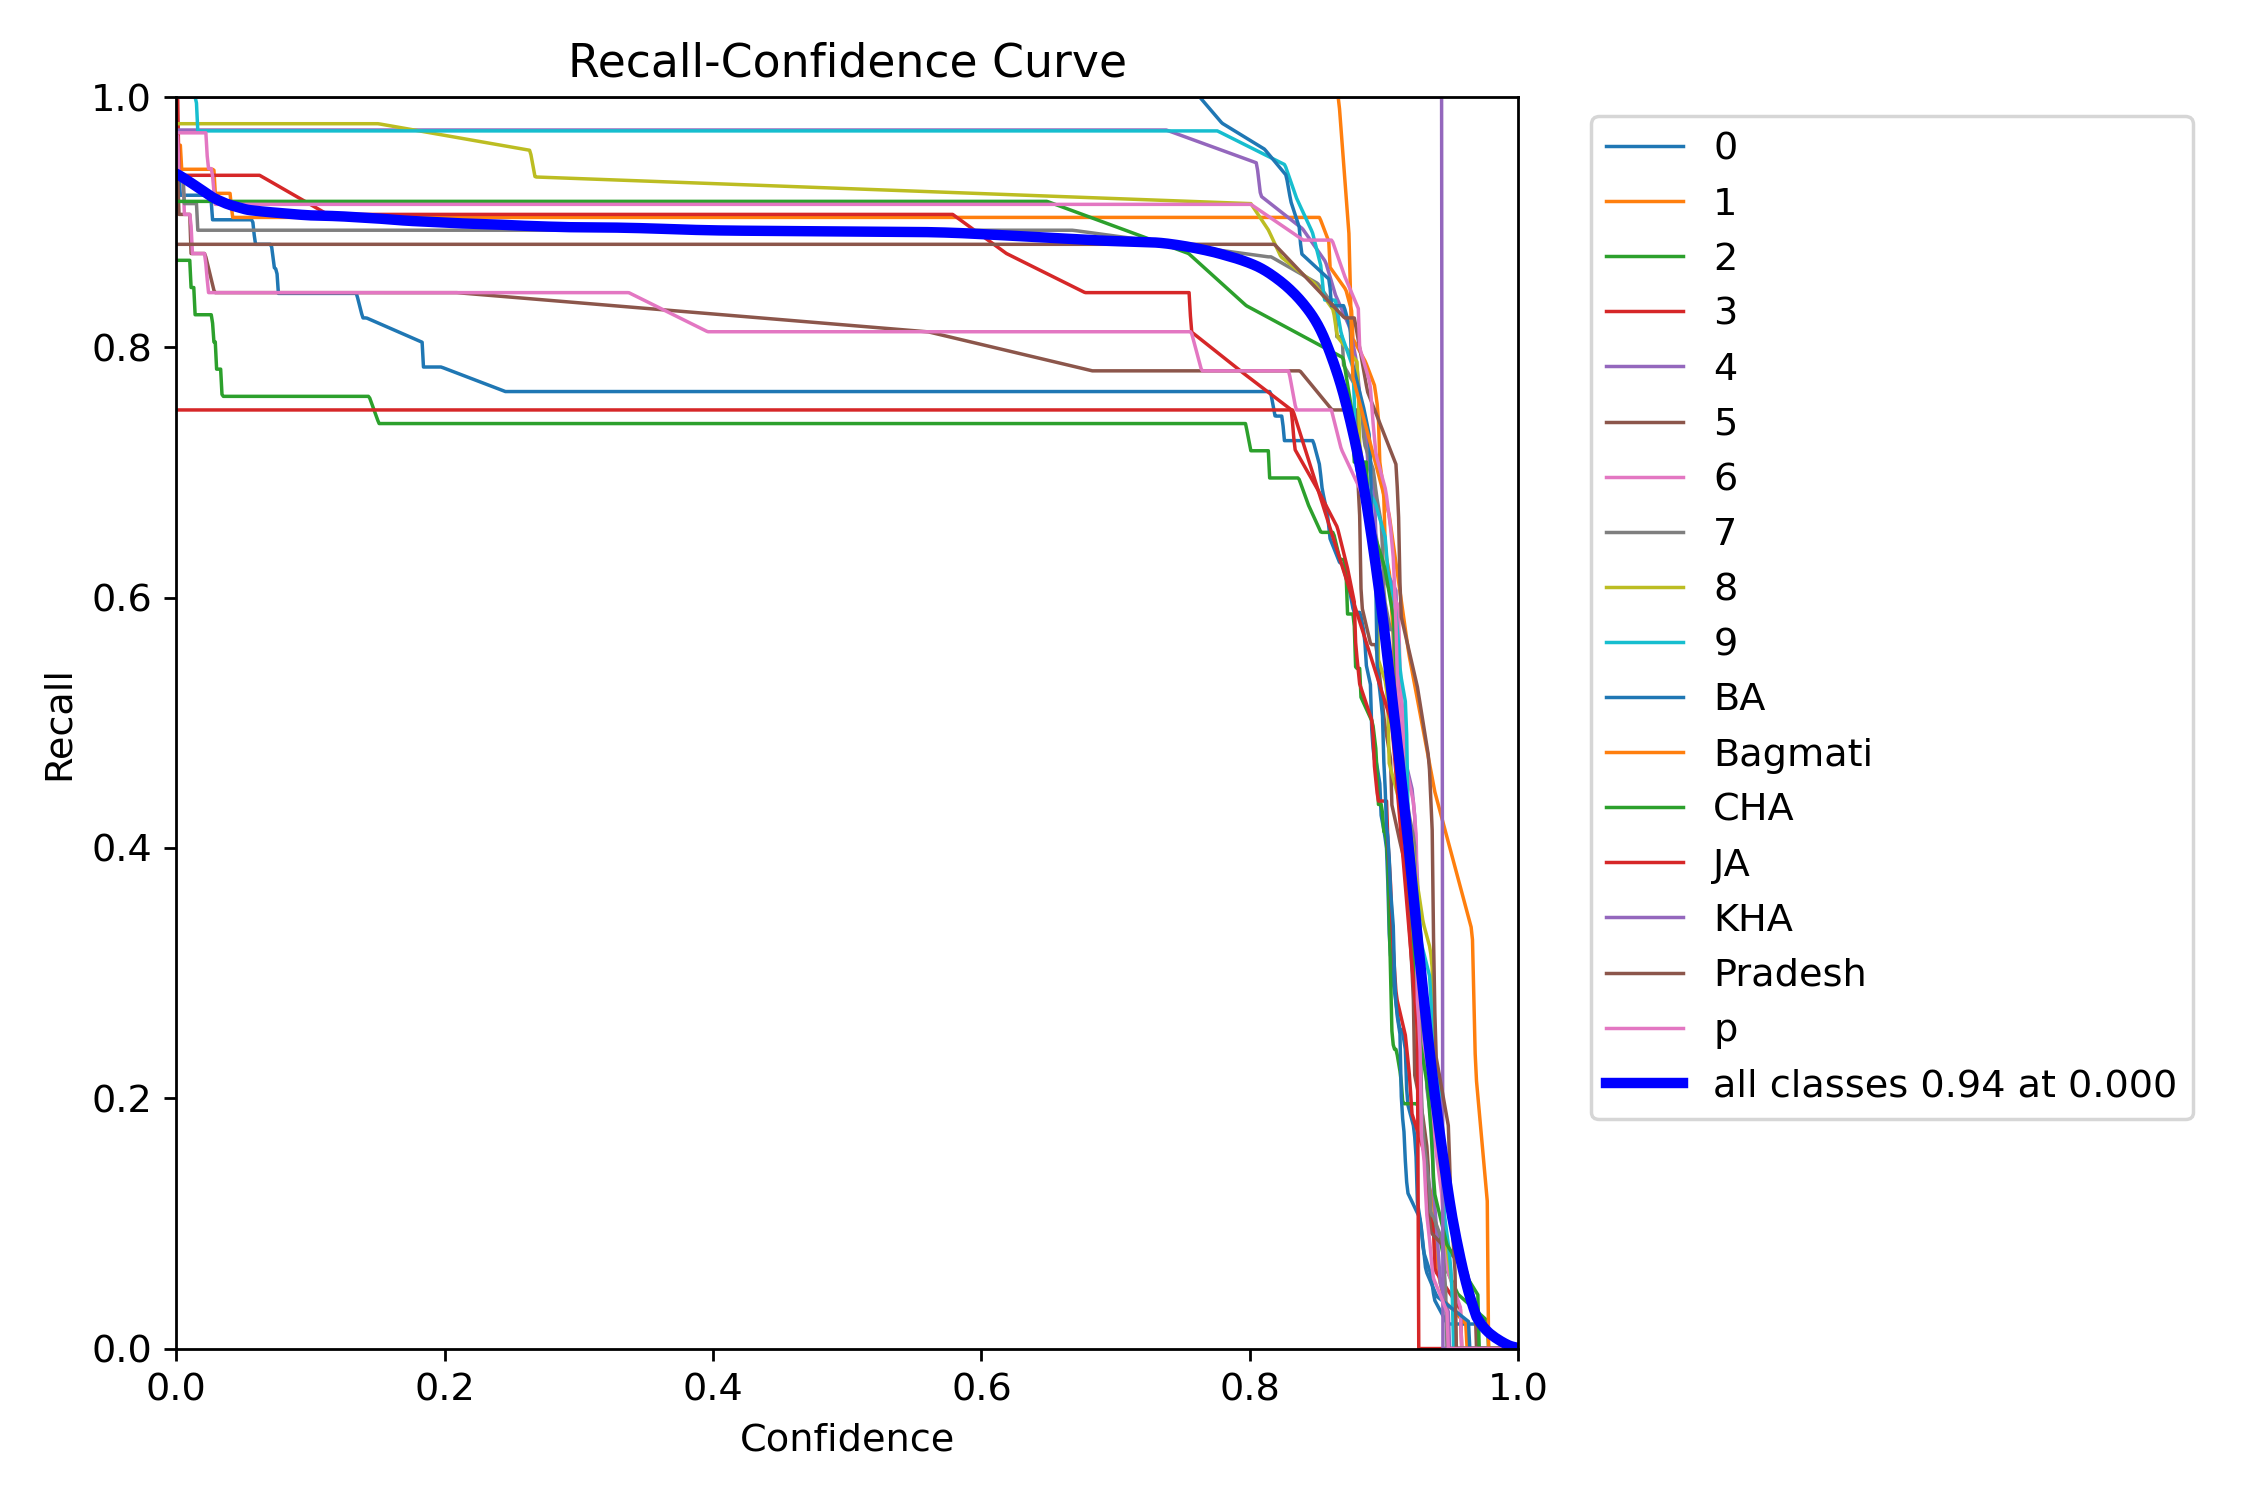 Recall-Confidence Curve
1.0
0.8
0.6
0.4
0.2
0.0
Recall
0.0 0.2 0.4 0.6 0.8 1.0
Confidence
0
1
2
3
4
5
6
7
8
9
BA
Bagmati
CHA
JA
KHA
Pradesh
p
all classes 0.94 at 0.000